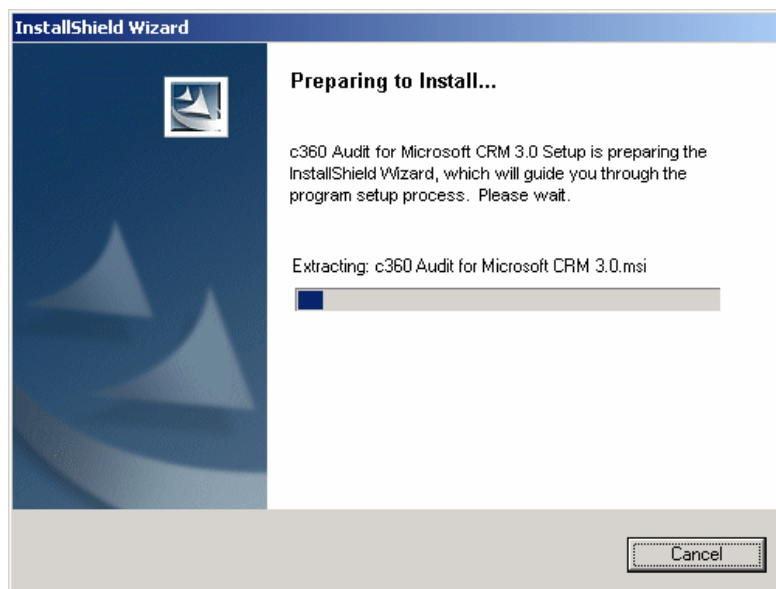 InstallShield Wizard
Preparing to Install...
c360 Audit for Microsoft CRM 3.0 Setup is preparing the
InstallShield Wizard, which will guide you through the
program setup process. Please wait.
Extracting: c360 Audit for Microsoft CRM 3.0.msi
Cancel